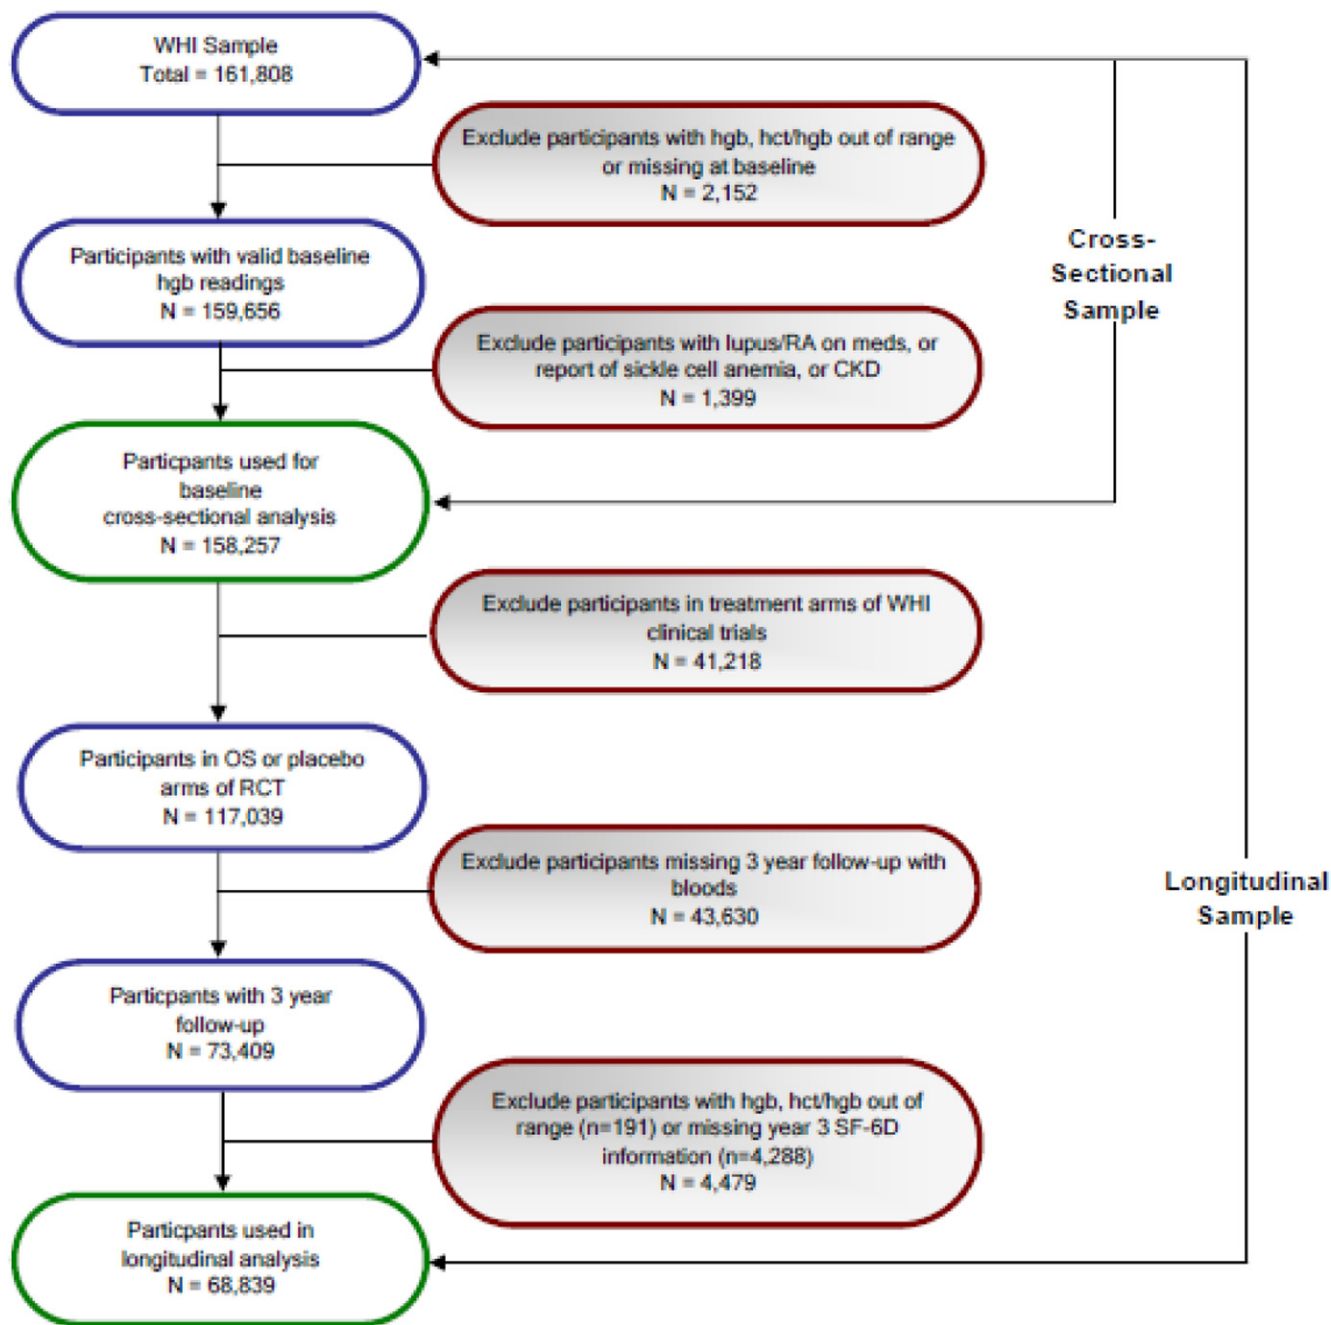 WHI Sample
Total = 161,808
Exclude participants with hgb, hct/hgb out of range
or missing at baseline
N = 2,152
Participants with valid baseline
hgb readings
N = 159,656
Cross-
Sectional
Sample
Exclude participants with lupus/RA on meds, or
report of sickle cell anemia, or CKD
N = 1,399
Particpants used for
baseline
cross-sectional analysis
N = 158,257
Exclude participants in treatment arms of WHI
clinical trials
N = 41,218
Participants in OS or placebo
arms of RCT
N = 117,039
Exclude participants missing 3 year follow-up with
bloods
N = 43,630
Longitudinal
Sample
Particpants with 3 year
follow-up
N = 73,409
Exclude participants with hgb, hct/hgb out of
range (n=191) or missing year 3 SF-6D
information (n=4,288)
N = 4,479
Particpants used in
longitudinal analysis
N = 68,839